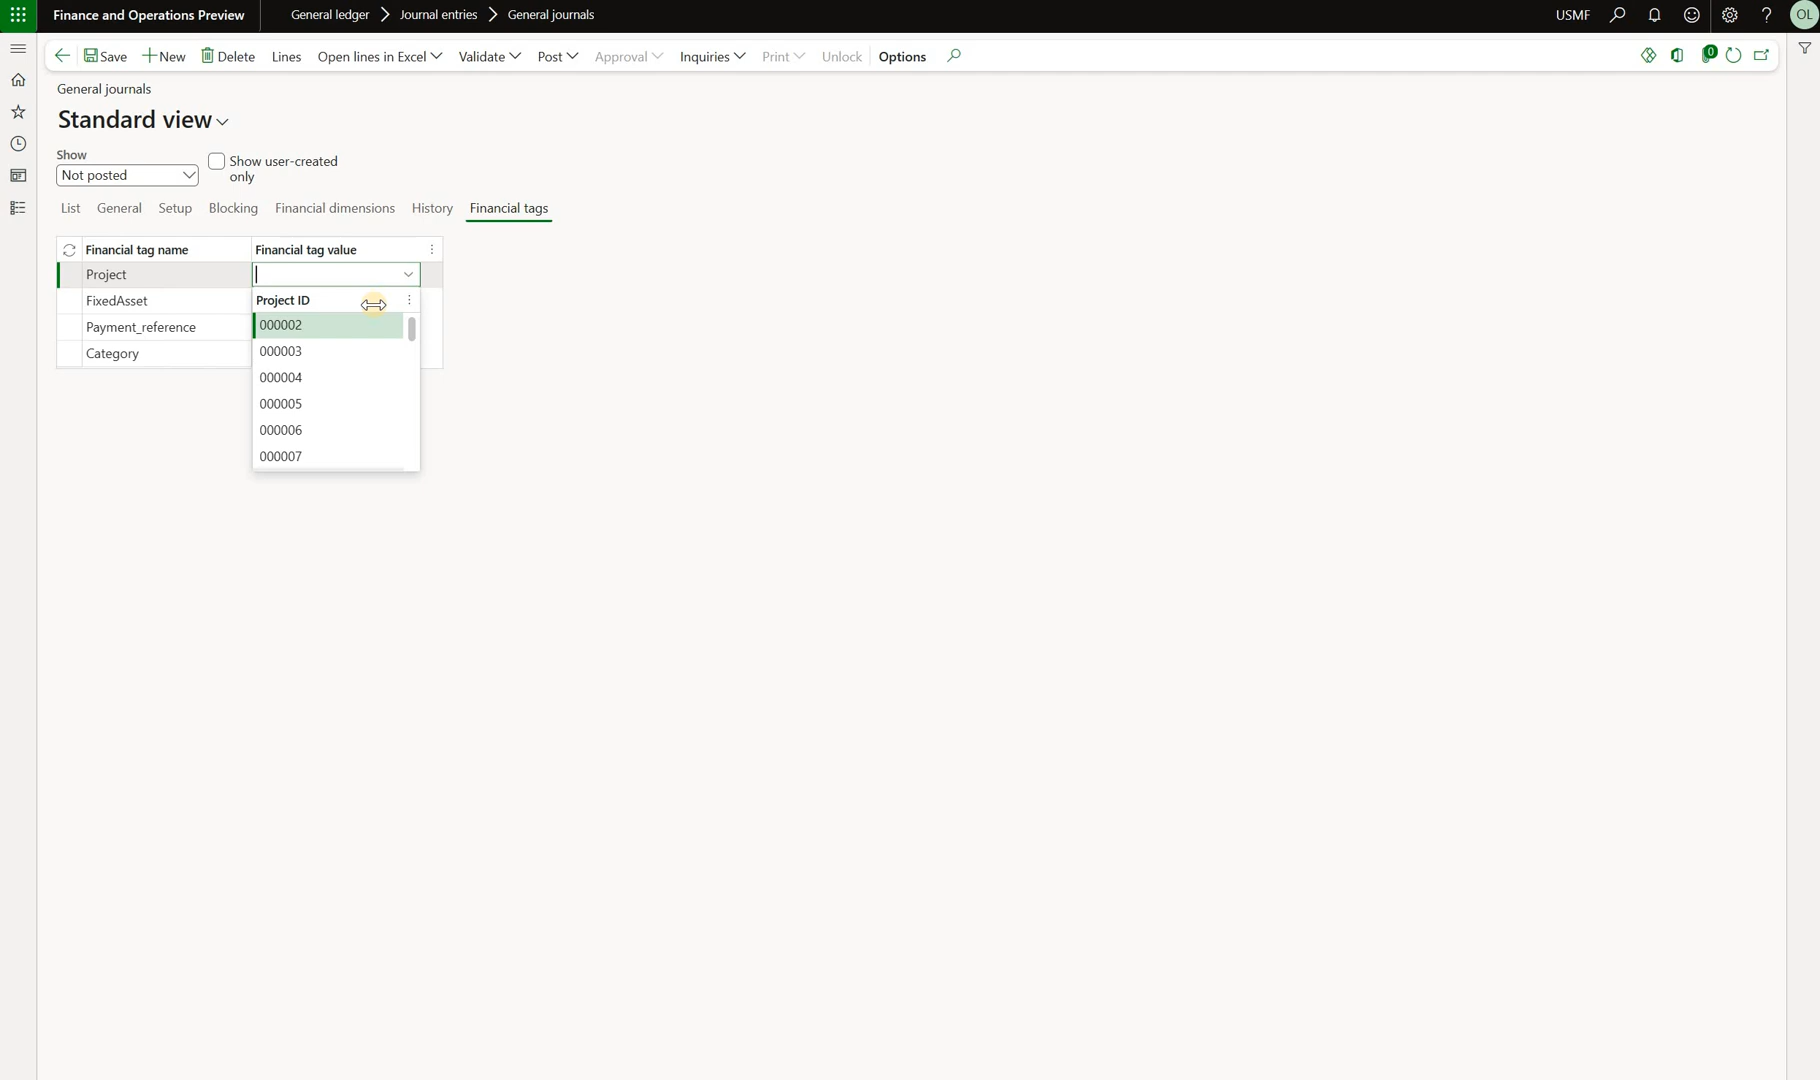 Finance and Operations Preview
General ledger
Journal entries
General journals
USMF
OL
Save
New
Delete
Lines
Open lines in Excel
Validate
Post
Approval
Inquiries
Print
Unlock
Options
0
General journals
Standard view
Show
Not posted
Show user-created
only
List
General
Setup
Blocking
Financial dimensions
History
Financial tags
Financial tag name
Financial tag value
Project
FixedAsset
Payment_reference
Category
Project ID
000002
000003
000004
000005
000006
000007